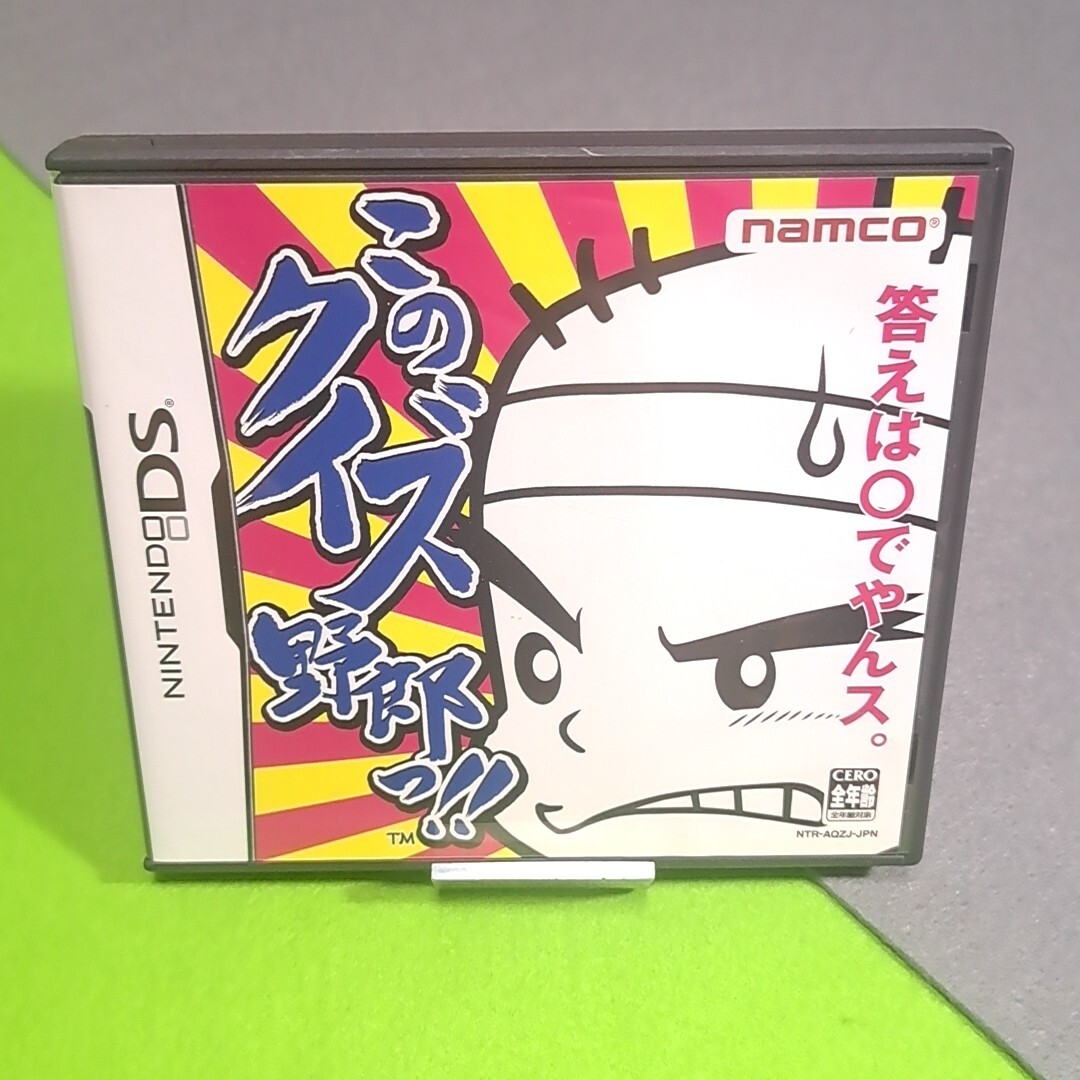 NINTENDO DS®
このクイズ野郎っ!!
TM
namco®
答えは〇でやんス。
CERO
全年齢
全年齢対象
NTR-AQZJ-JPN